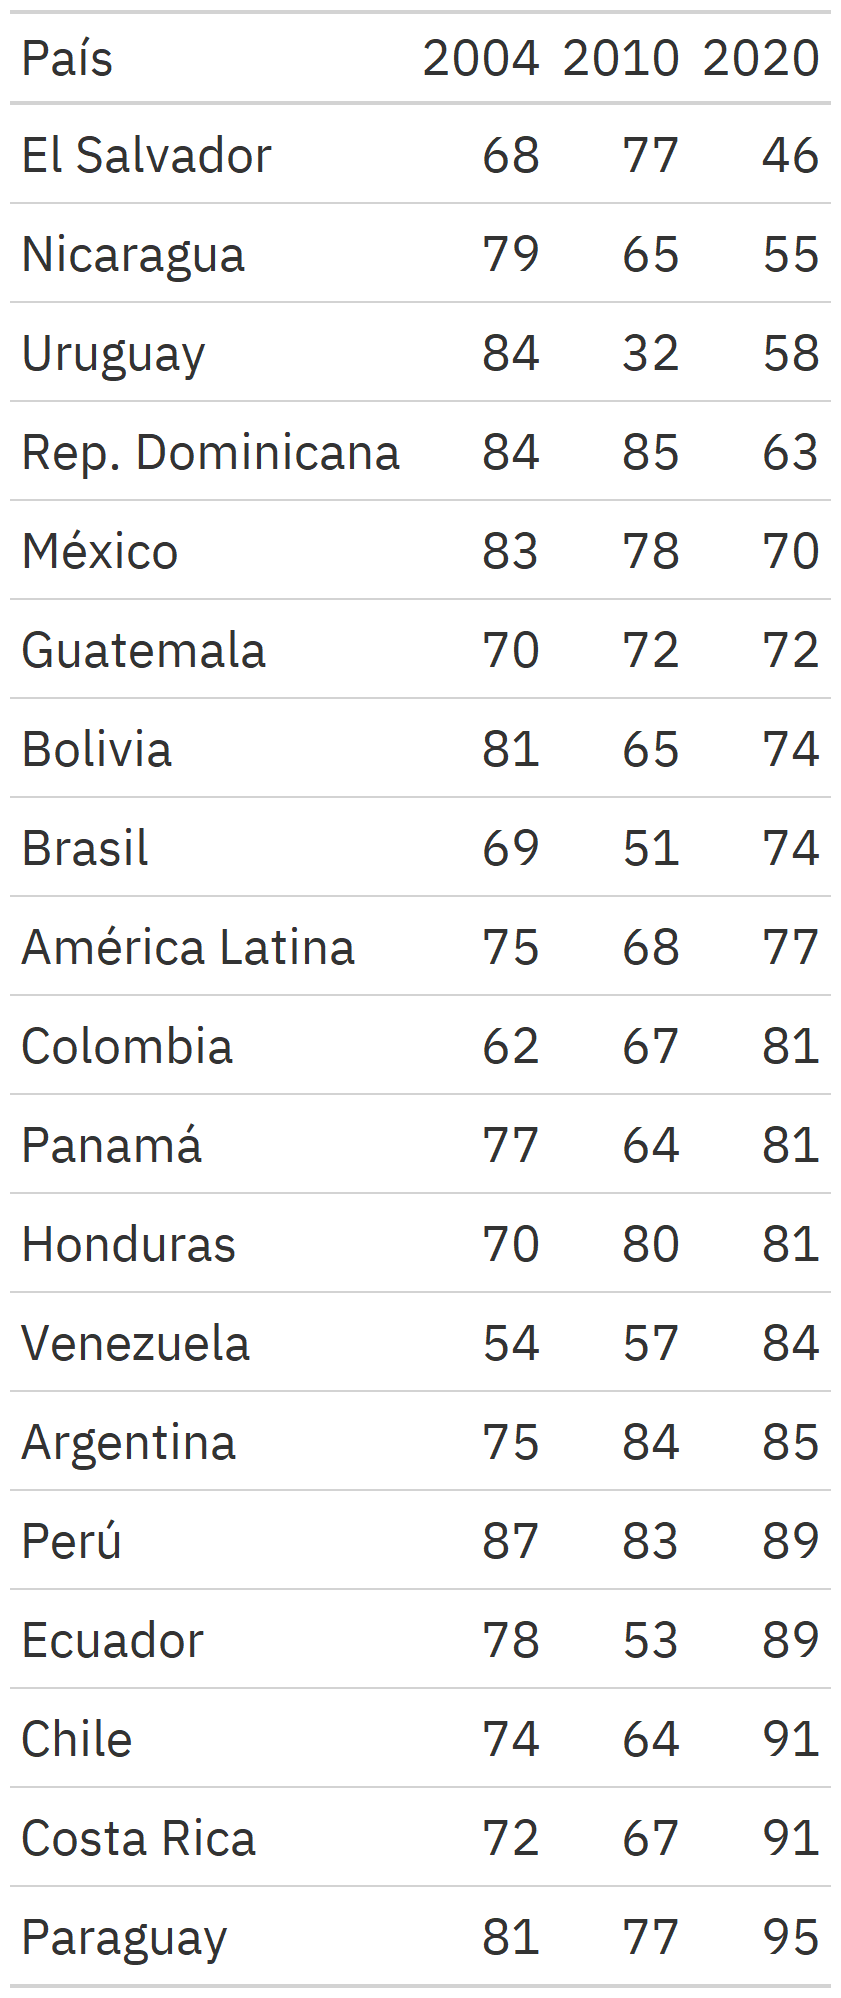 País 2004 2010 2020
El Salvador 68 77 46
Nicaragua 79 65 55
Uruguay 84 32 58
Rep. Dominicana 84 85 63
México 83 78 70
Guatemala 70 72 72
Bolivia 81 65 74
Brasil 69 51 74
América Latina 75 68 77
Colombia 62 67 81
Panamá 77 64 81
Honduras 70 80 81
Venezuela 54 57 84
Argentina 75 84 85
Perú 87 83 89
Ecuador 78 53 89
Chile 74 64 91
Costa Rica 72 67 91
Paraguay 81 77 95